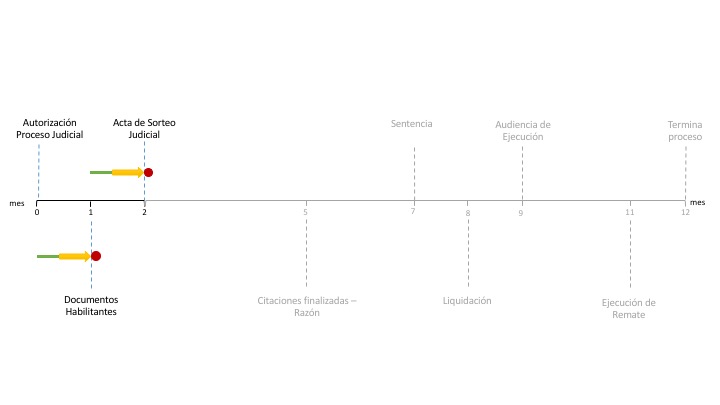 Autorización
Proceso Judicial
Acta de Sorteo
Judicial
Sentencia
Audiencia de
Ejecución
Termina
proceso
mes
0
1
2
5
7
8
9
11
12
mes
Documentos
Habilitantes
Citaciones finalizadas –
Razón
Liquidación
Ejecución de
Remate